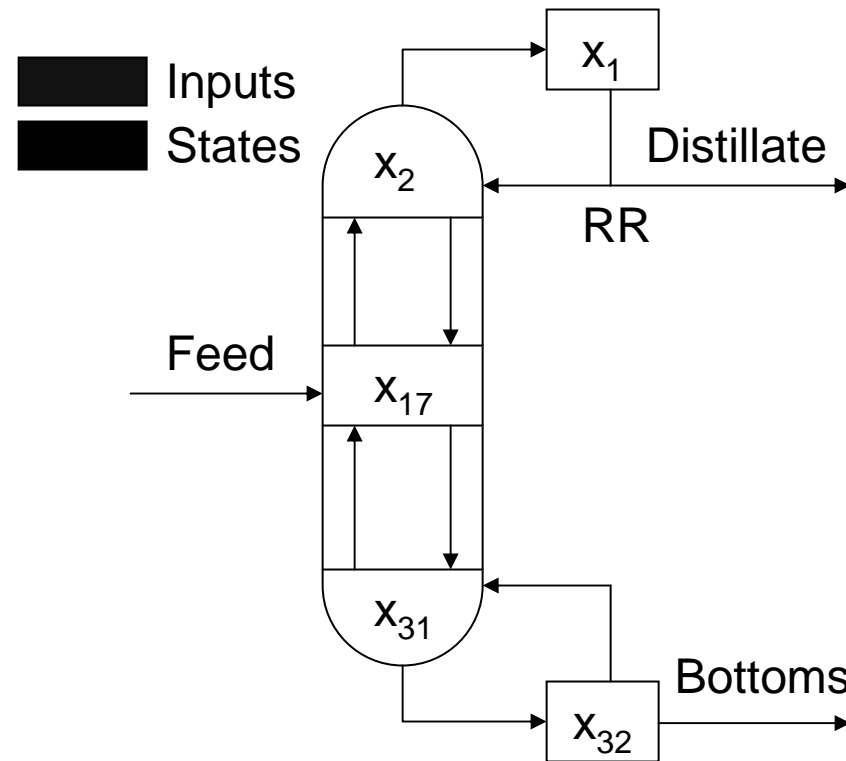 Inputs
States
x₁
x₂
Distillate
RR
Feed
x₁₇
x₃₁
Bottoms
x₃₂